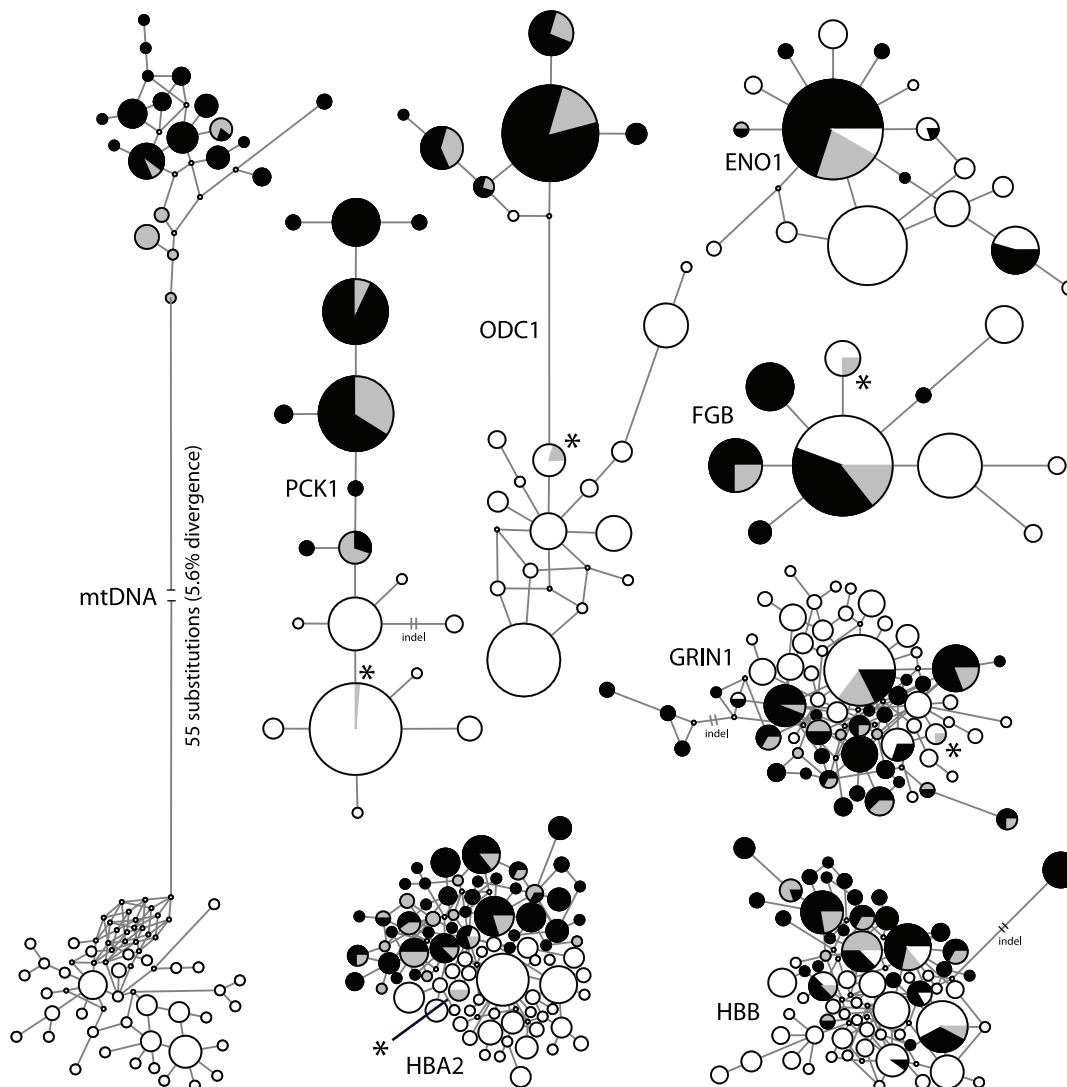 ENO1
ODC1
FGB
*
*
PCK1
mtDNA
55 substitutions (5.6% divergence)
indel
GRIN1
*
indel
*
indel
HBB
*
HBA2